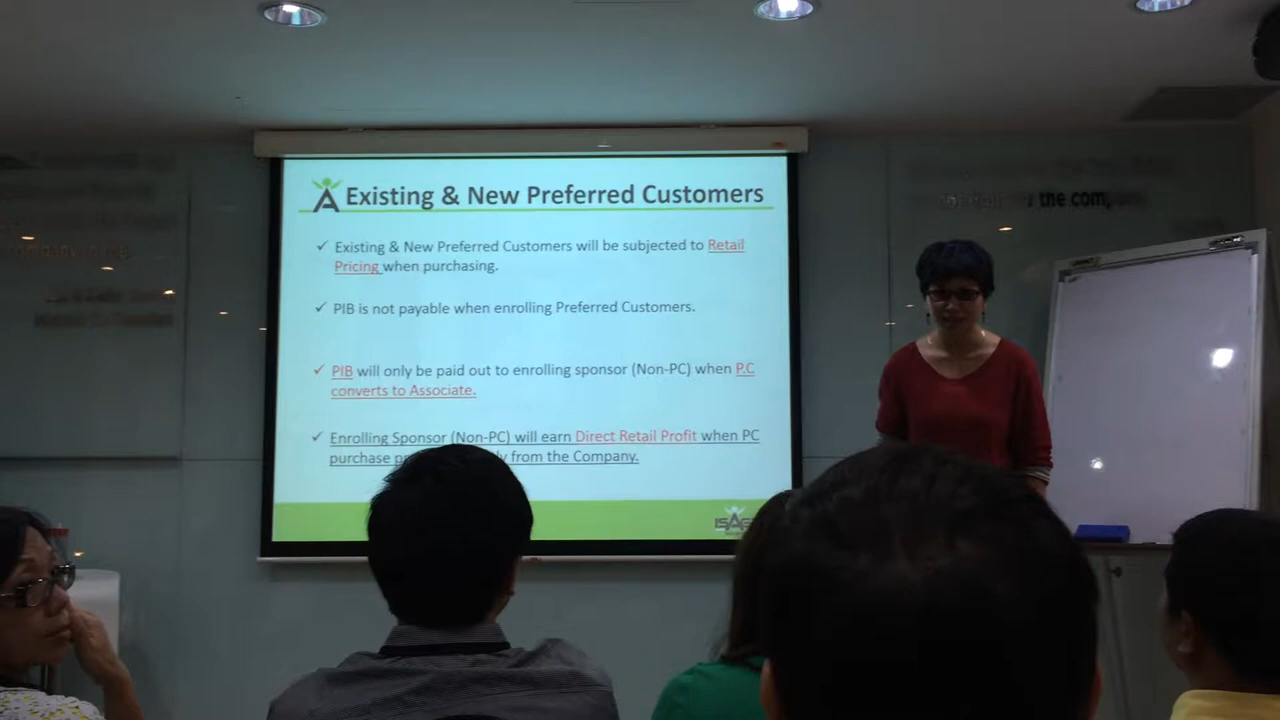 Existing & New Preferred Customers
✓ Existing & New Preferred Customers will be subjected to Retail
Pricing when purchasing.
✓ PIB is not payable when enrolling Preferred Customers.
✓ PIB will only be paid out to enrolling sponsor (Non-PC) when P.C
converts to Associate.
✓ Enrolling Sponsor (Non-PC) will earn Direct Retail Profit when PC
purchase from the Company.
the